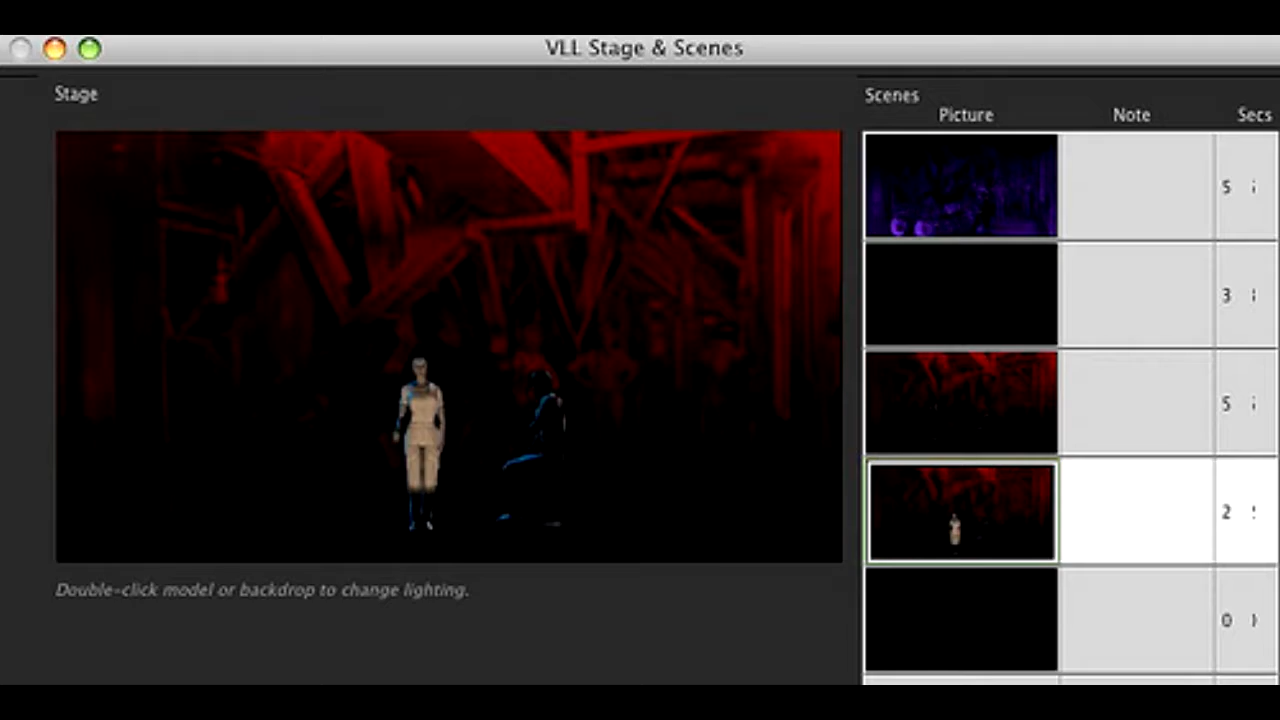 VLL Stage & Scenes
Stage
Scenes
Picture Note Secs
5
3
5
2
0
Double-click model or backdrop to change lighting.